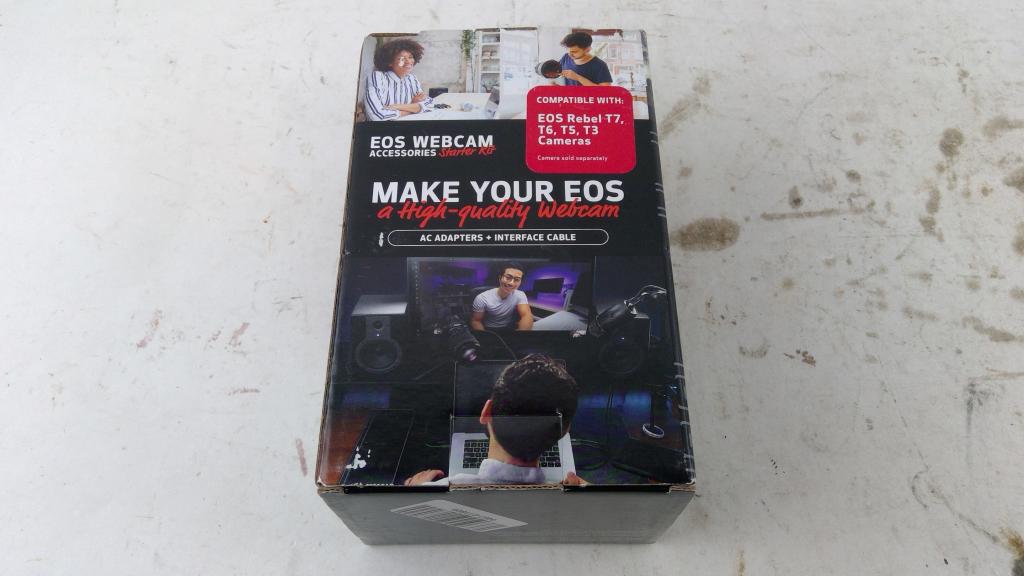 COMPATIBLE WITH:
EOS Rebel T7,
T6, T5, T3
Cameras
Camera sold separately
EOS WEBCAM
ACCESSORIES Starter Kit
MAKE YOUR EOS
a High-quality Webcam
AC ADAPTERS + INTERFACE CABLE